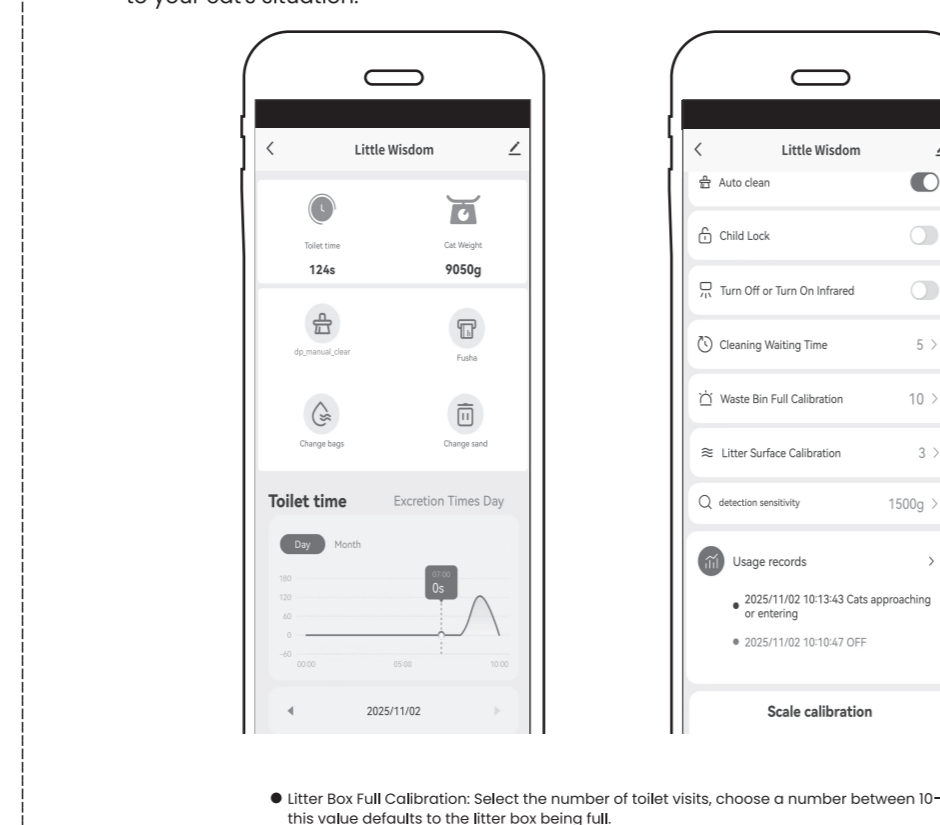 to your cat's situation.
Little Wisdom
Toilet time
Cat Weight
124s
9050g
dp_manual_clear
Fusha
Change bags
Change sand
Toilet time
Excretion Times Day
Day
Month
180
120
60
0
-60
07:00
0s
00:00
05:00
10:00
2025/11/02
Little Wisdom
Auto clean
Child Lock
Turn Off or Turn On Infrared
Cleaning Waiting Time
5 >
Waste Bin Full Calibration
10 >
Litter Surface Calibration
3 >
detection sensitivity
1500g >
Usage records
2025/11/02 10:13:43 Cats approaching
or entering
2025/11/02 10:10:47 OFF
Scale calibration
● Litter Box Full Calibration: Select the number of toilet visits, choose a number between 10-
this value defaults to the litter box being full.